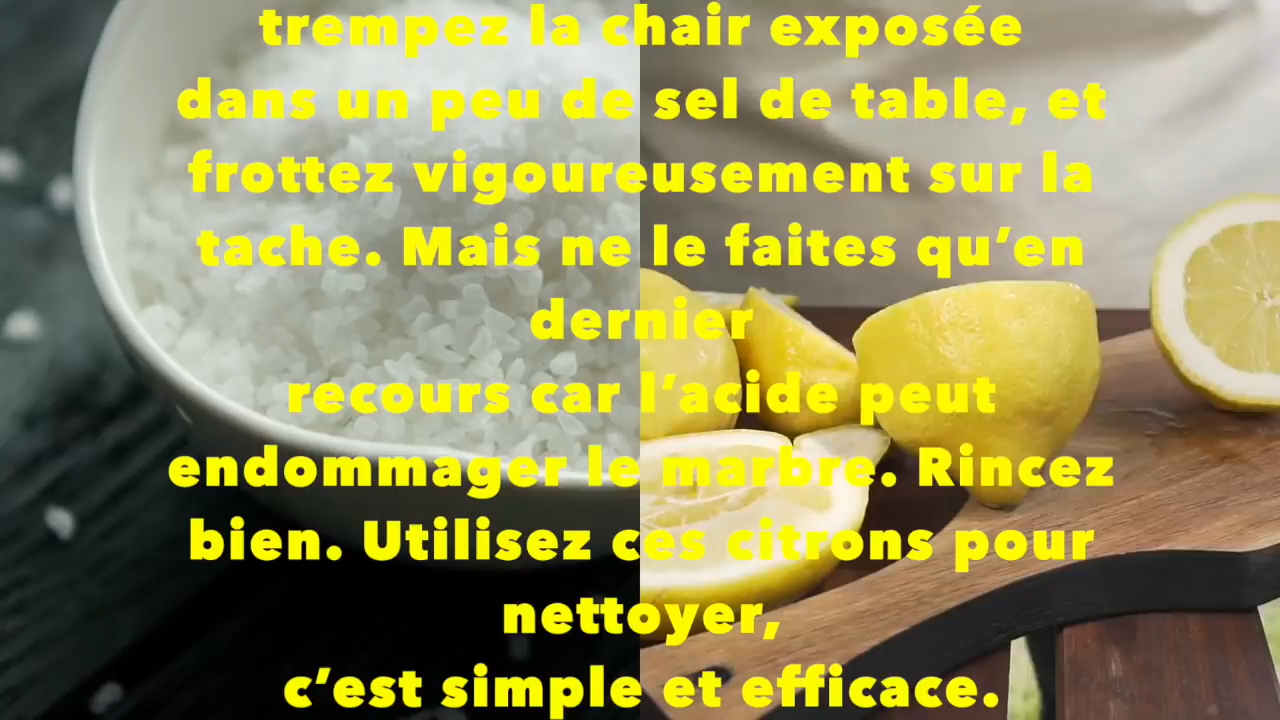 trempez la chair exposée
dans un peu de sel de table, et
frottez vigoureusement sur la
tache. Mais ne le faites qu’en
dernier
recours car l’acide peut
endommager le marbre. Rincez
bien. Utilisez ces citrons pour
nettoyer,
c’est simple et efficace.